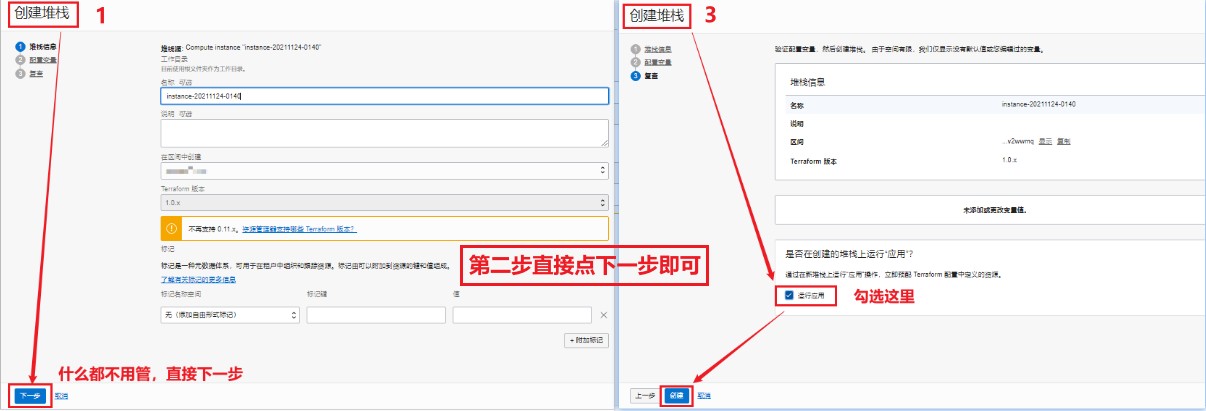 创建堆栈
1
1 堆栈信息
2 配置变量
3 复查
堆栈源: Compute instance "instance-20211124-0140"
工作目录
目前使用根文件夹作为工作目录。
名称 可选
instance-20211124-0140
说明 可选
在区间中创建
Terraform 版本
1.0.x
不再支持 0.11.x。资源管理器支持哪些 Terraform 版本?
标记
标记是一种元数据体系，可用于在租户中组织和跟踪资源。标记由可以附加到资源的键和值组成。
了解有关标记的更多信息
标记名称空间
标记键
值
无（添加自由形式标记）
+ 附加标记
什么都不用管，直接下一步
下一步
取消
第二步直接点下一步即可
创建堆栈
3
1 堆栈信息
2 配置变量
3 复查
验证配置变量，然后创建堆栈。由于空间有限，我们仅显示没有默认值或您编辑过的变量。
堆栈信息
名称 instance-20211124-0140
说明
区间 ...v2wwmq 显示 复制
Terraform 版本 1.0.x
未添加或更改变量值。
是否在创建的堆栈上运行“应用”?
通过在新堆栈上运行“应用”操作，立即预配 Terraform 配置中定义的资源。
运行应用
勾选这里
上一步
创建
取消